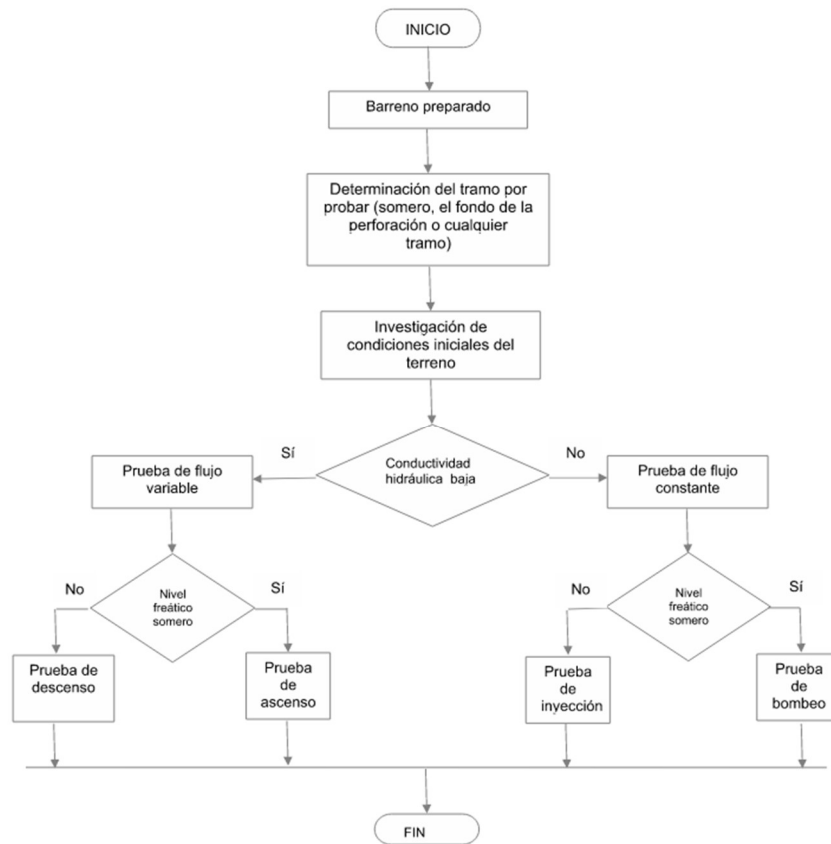 INICIO
Barreno preparado
Determinación del tramo por
probar (somero, el fondo de la
perforación o cualquier
tramo)
Investigación de
condiciones iniciales del
terreno
Conductividad
hidráulica baja
Sí
No
Prueba de flujo
variable
Prueba de flujo
constante
Nivel
freático
somero
No
Sí
Nivel
freático
somero
No
Sí
Prueba de
descenso
Prueba
de
ascenso
Prueba
de
inyección
Prueba
de
bombeo
FIN